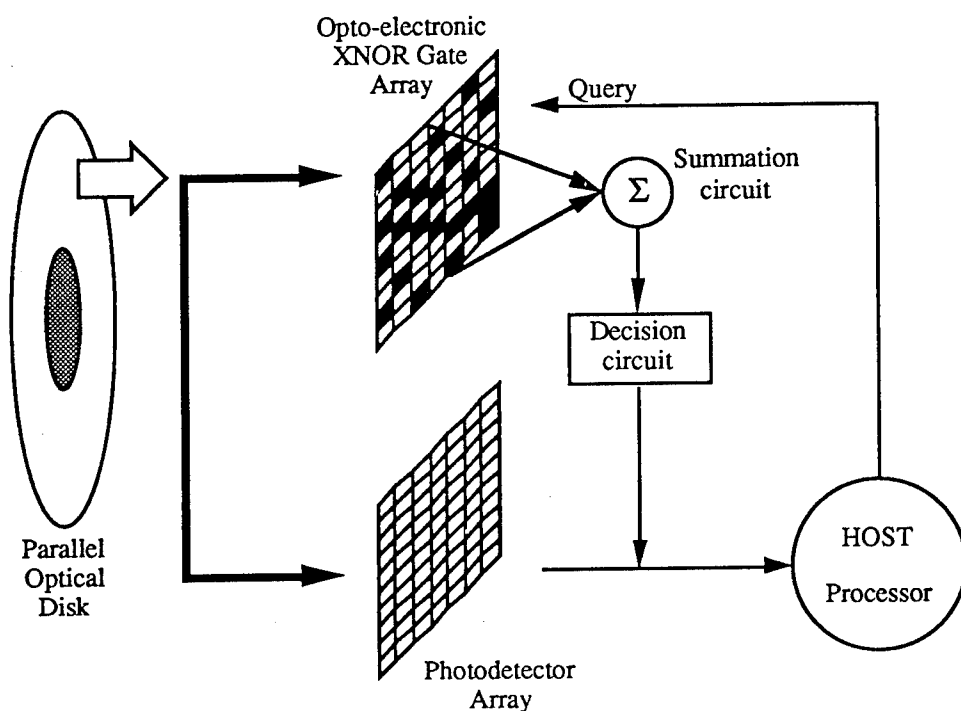 Opto-electronic
XNOR Gate
Array
Query
Summation
circuit
Σ
Decision
circuit
Parallel
Optical
Disk
HOST
Processor
Photodetector
Array